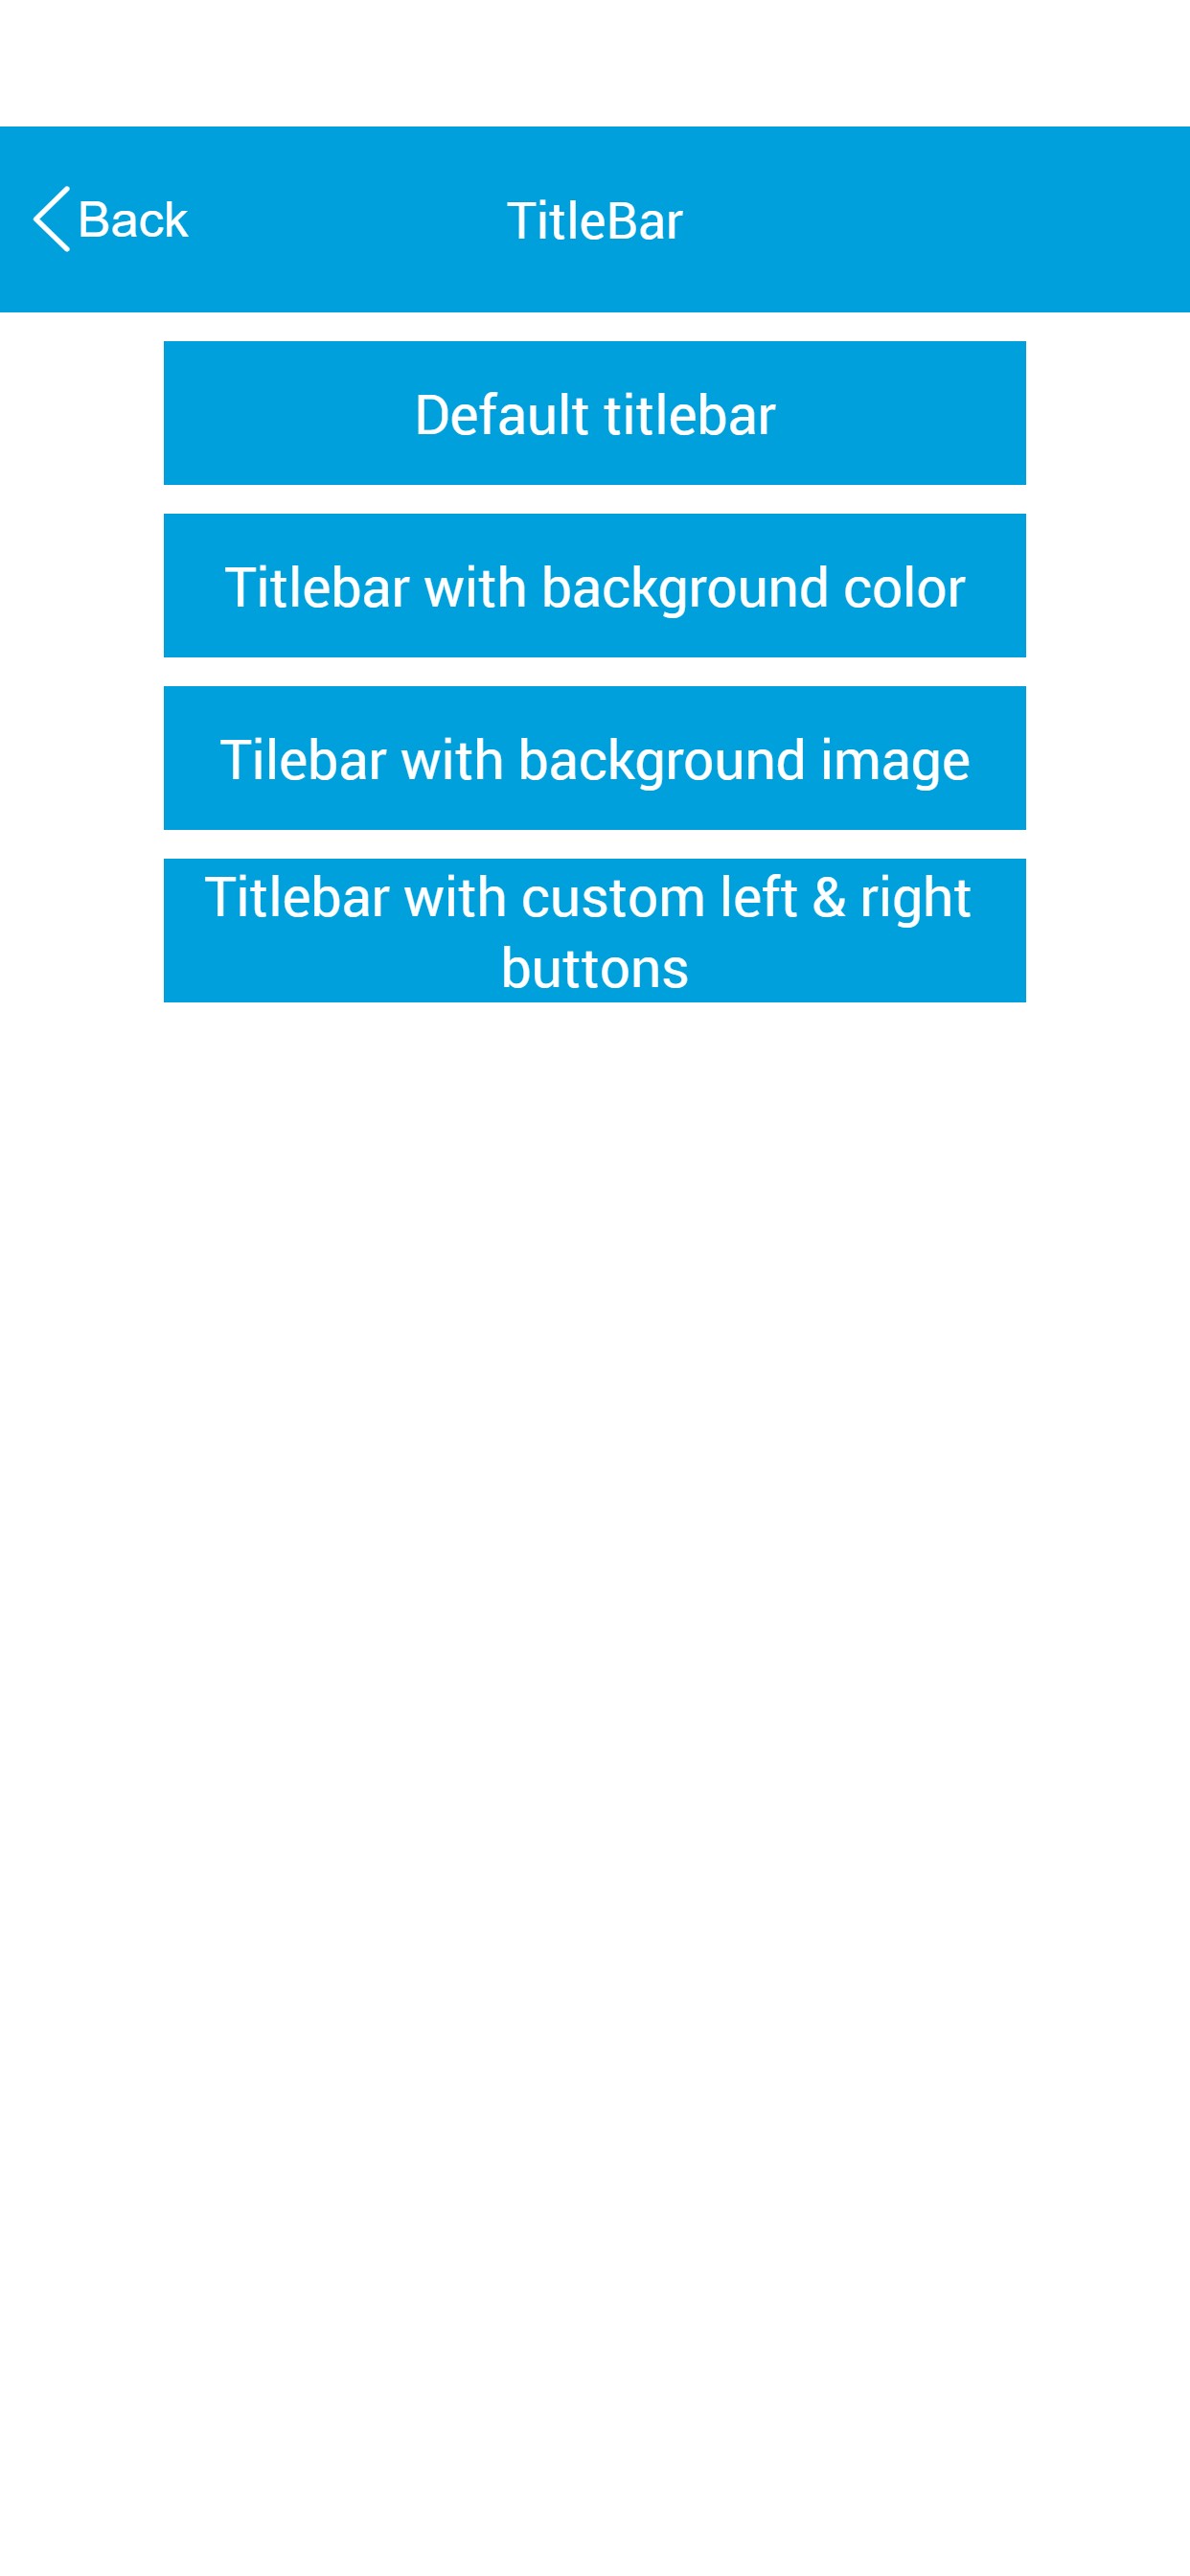 Back
TitleBar
Default titlebar
Titlebar with background color
Tilebar with background image
Titlebar with custom left & right
buttons